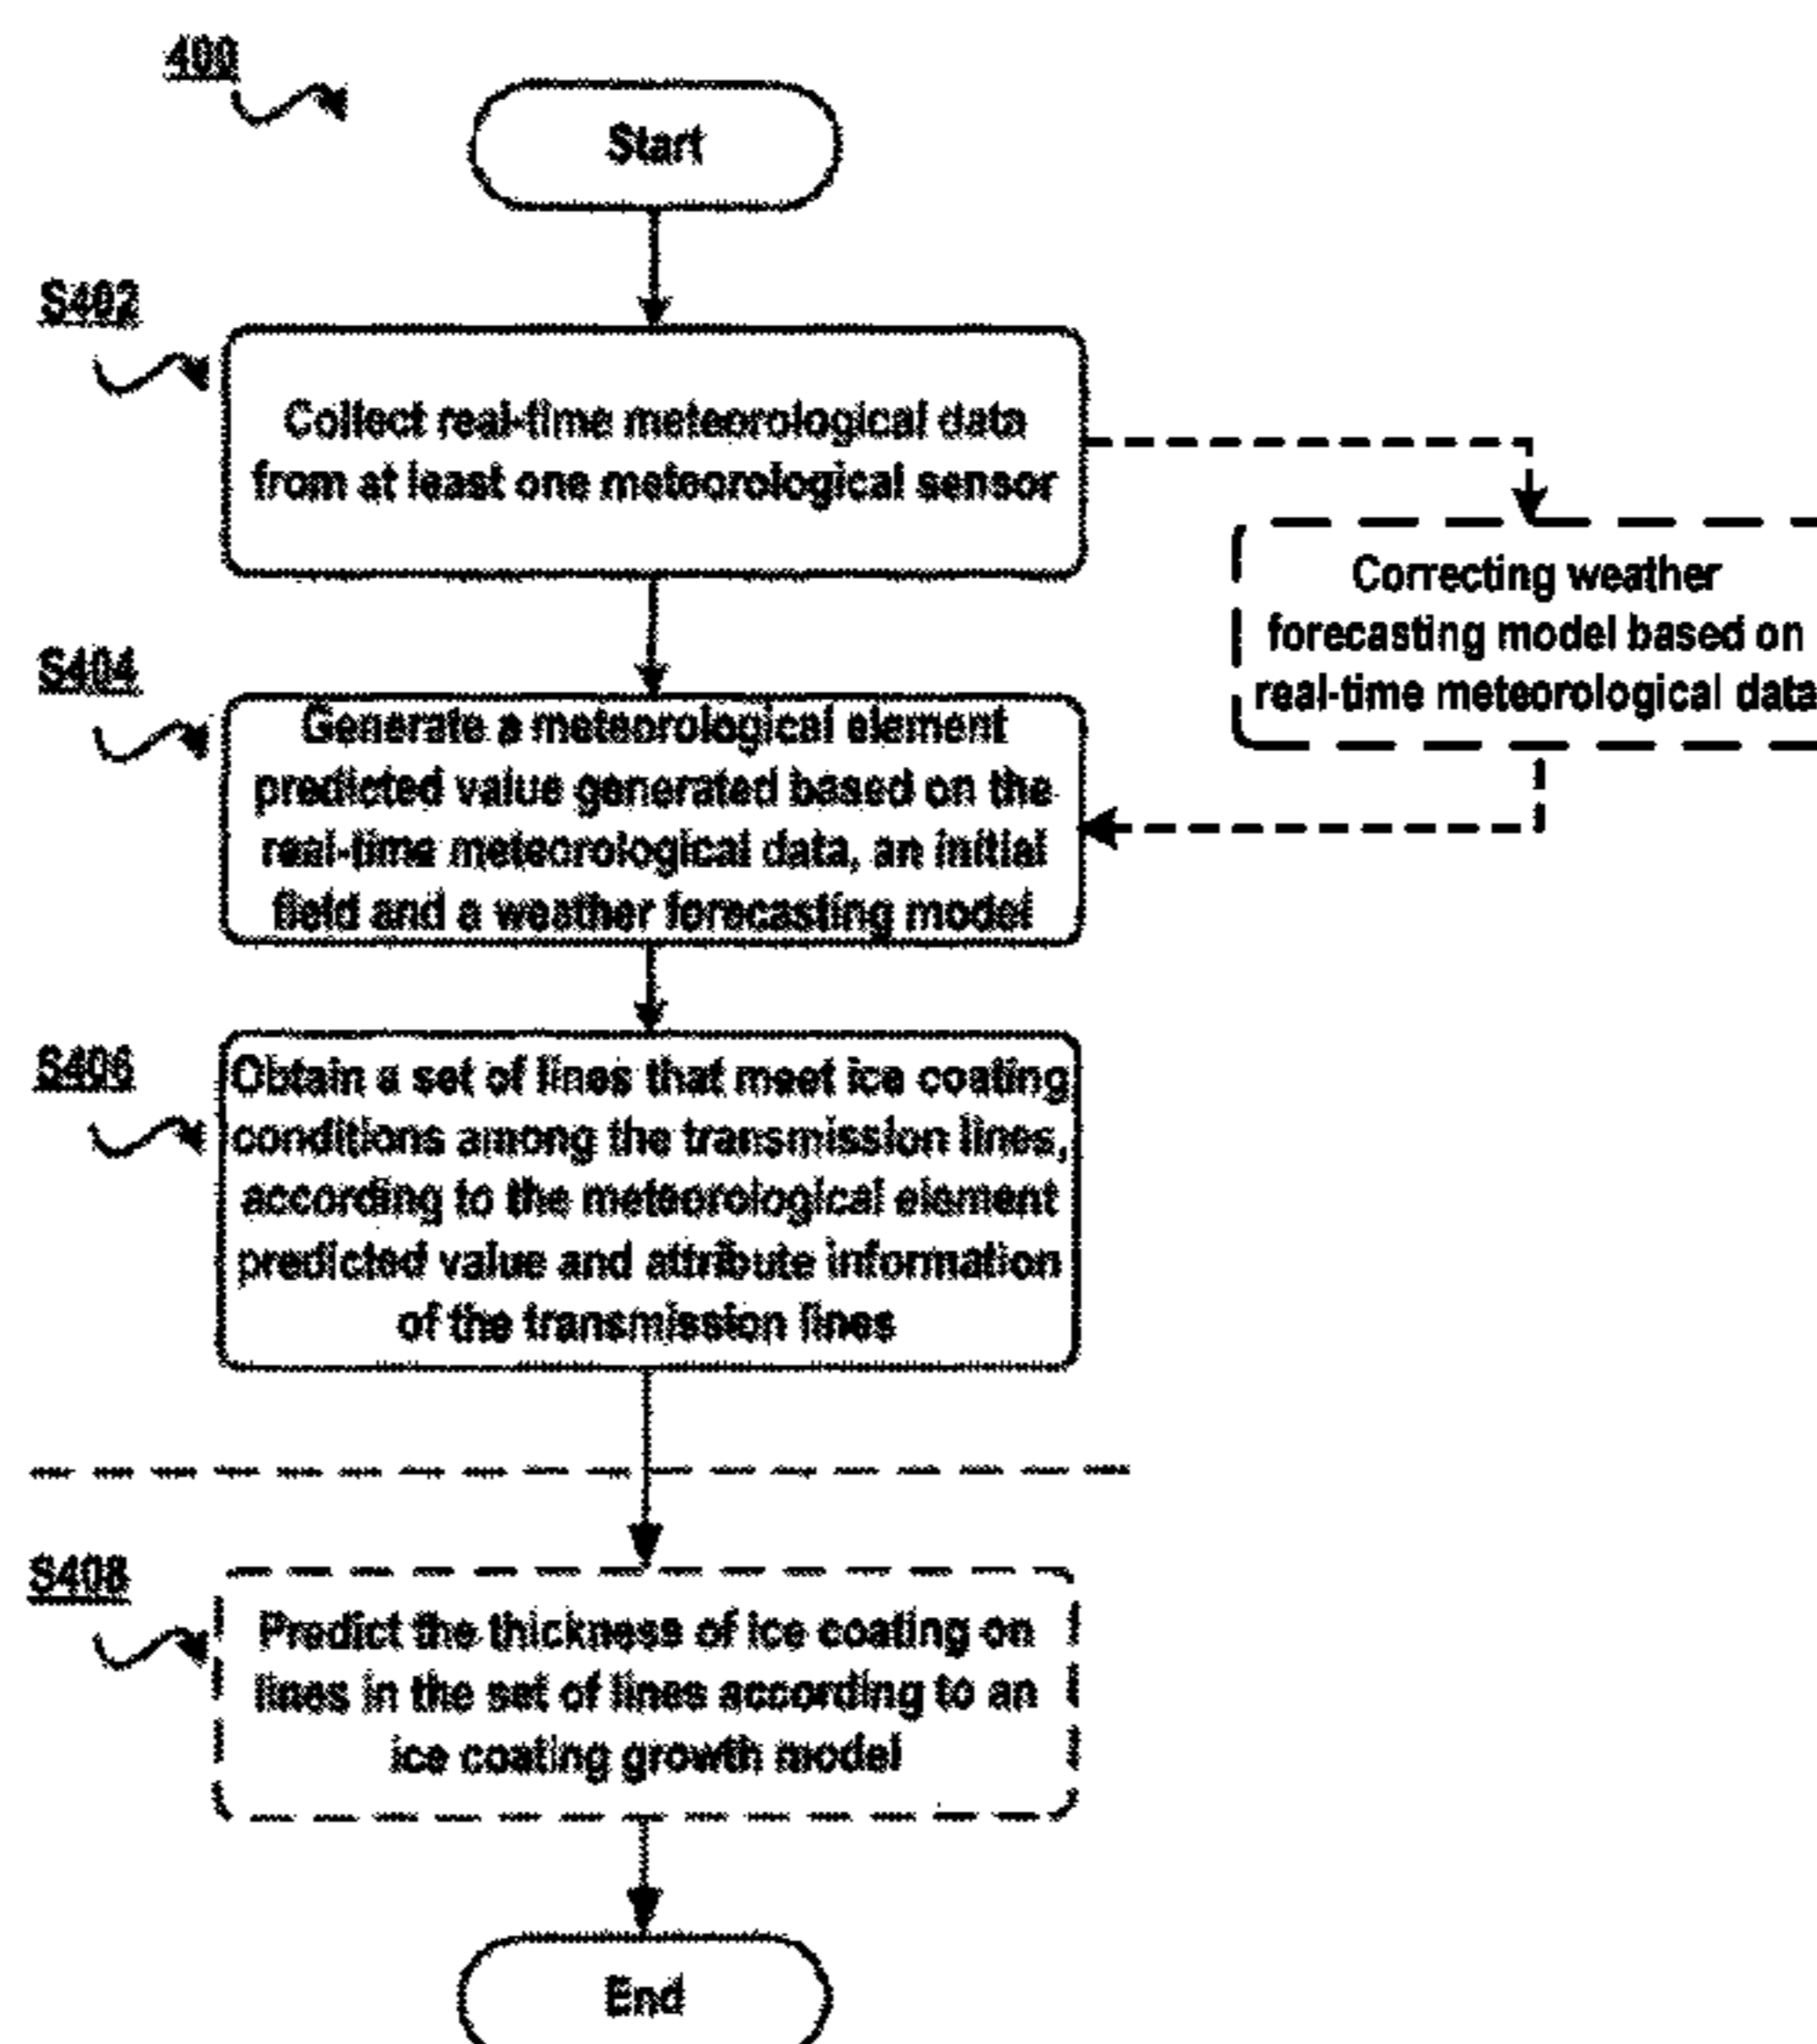 400
Start
S402
Collect real-time meteorological data
from at least one meteorological sensor
Correcting weather
forecasting model based on
real-time meteorological data
S404
Generate a meteorological element
predicted value generated based on the
real-time meteorological data, an initial
field and a weather forecasting model
S406
Obtain a set of lines that meet ice coating
conditions among the transmission lines,
according to the meteorological element
predicted value and attribute information
of the transmission lines
S408
Predict the thickness of ice coating on
lines in the set of lines according to an
ice coating growth model
End